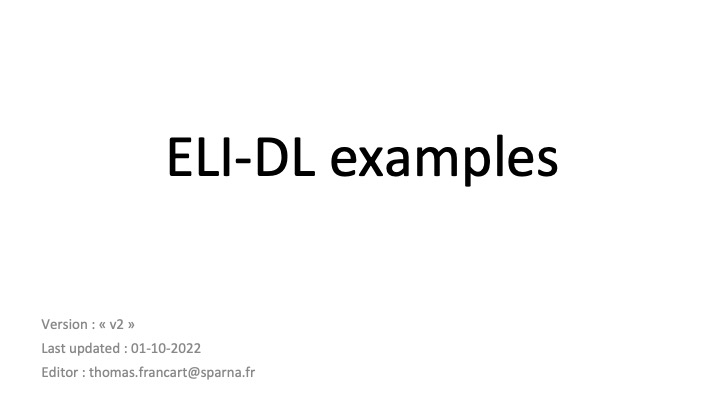 ELI-DL examples
Version : « v2 »
Last updated : 01-10-2022
Editor : thomas.francart@sparna.fr